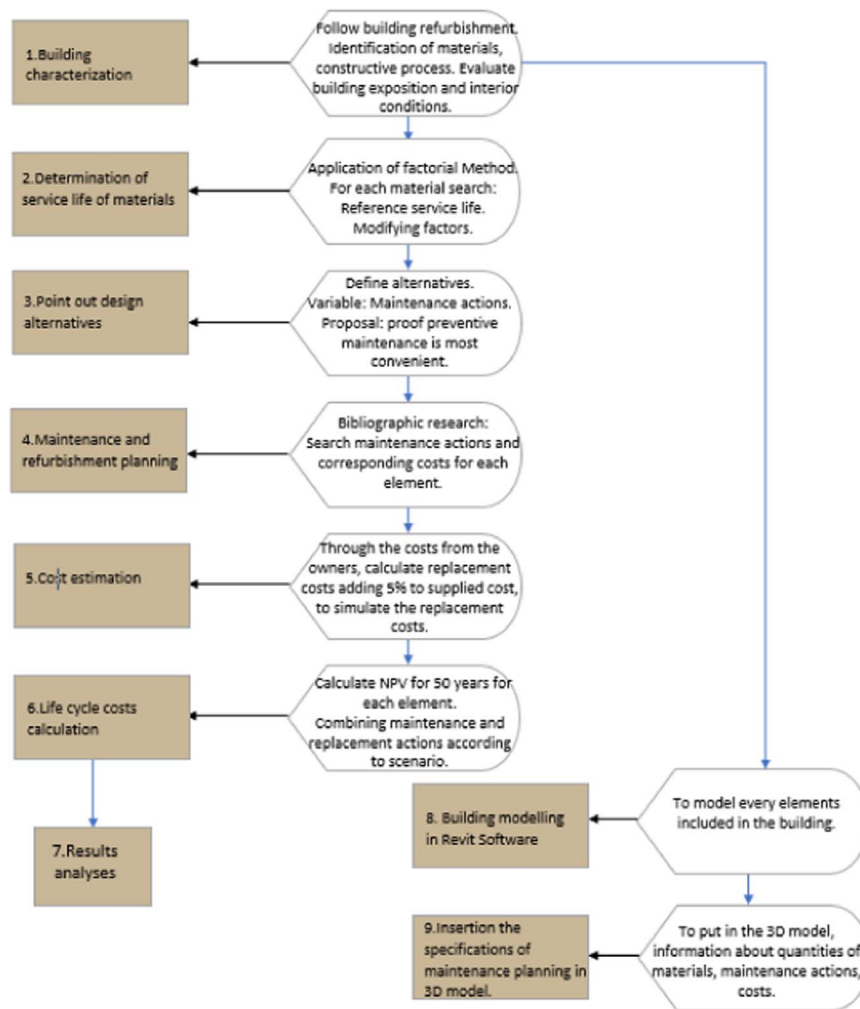 1.Building
characterization
Follow building refurbishment.
Identification of materials,
constructive process. Evaluate
building exposition and interior
conditions.
2.Determination of
service life of materials
Application of factorial Method.
For each material search:
Reference service life.
Modifying factors.
3.Point out design
alternatives
Define alternatives.
Variable: Maintenance actions.
Proposal: proof preventive
maintenance is most
convenient.
4.Maintenance and
refurbishment planning
Bibliographic research:
Search maintenance actions and
corresponding costs for each
element.
5.Cost estimation
Through the costs from the
owners, calculate replacement
costs adding 5% to supplied cost,
to simulate the replacement
costs.
6.Life cycle costs
calculation
Calculate NPV for 50 years for
each element.
Combining maintenance and
replacement actions according
to scenario.
7.Results
analyses
8. Building modelling
in Revit Software
To model every elements
included in the building.
9.Insertion the
specifications of
maintenance planning in
3D model.
To put in the 3D model,
information about quantities of
materials, maintenance actions,
costs.